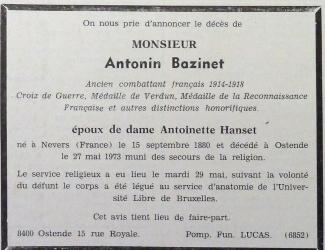 On nous prie d'annoncer le décès de
MONSIEUR
Antonin Bazinet
Ancien combattant français 1914-1918
Croix de Guerre, Médaille de Verdun, Médaille de la Reconnaissance
Française et autres distinctions honorifiques.
époux de dame Antoinette Hanset
né à Nevers (France) le 15 septembre 1880 et décédé à Ostende
le 27 mai 1973 muni des secours de la religion.
Le service religieux a eu lieu le mardi 29 mai, suivant la volonté
du défunt le corps a été légué au service d'anatomie de l'Univer-
sité Libre de Bruxelles.
Cet avis tient lieu de faire-part.
8400 Ostende 15 rue Royale. Pomp. Fun. LUCAS. (6852)